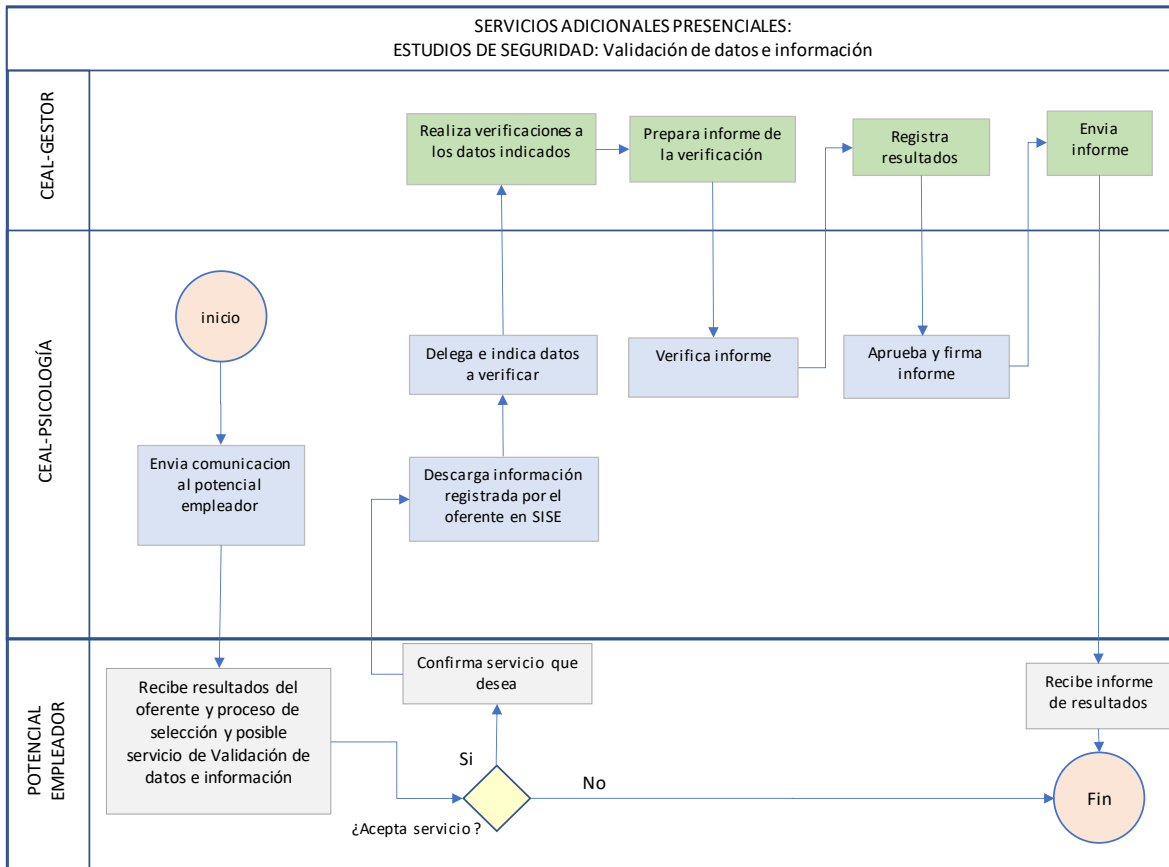 SERVICIOS ADICIONALES PRESENCIALES:
ESTUDIOS DE SEGURIDAD: Validación de datos e información
CEAL-GESTOR
Realiza verificaciones a
los datos indicados
Prepara informe de
la verificación
Registra
resultados
Envia
informe
CEAL-PSICOLOGÍA
inicio
Delega e indica datos
a verificar
Verifica informe
Aprueba y firma
informe
Envia comunicacion
al potencial
empleador
Descarga información
registrada por el
oferente en SISE
POTENCIAL
EMPLEADOR
Recibe resultados del
oferente y proceso de
selección y posible
servicio de Validación de
datos e información
Confirma servicio que
desea
Si
No
¿Acepta servicio?
Recibe informe
de resultados
Fin